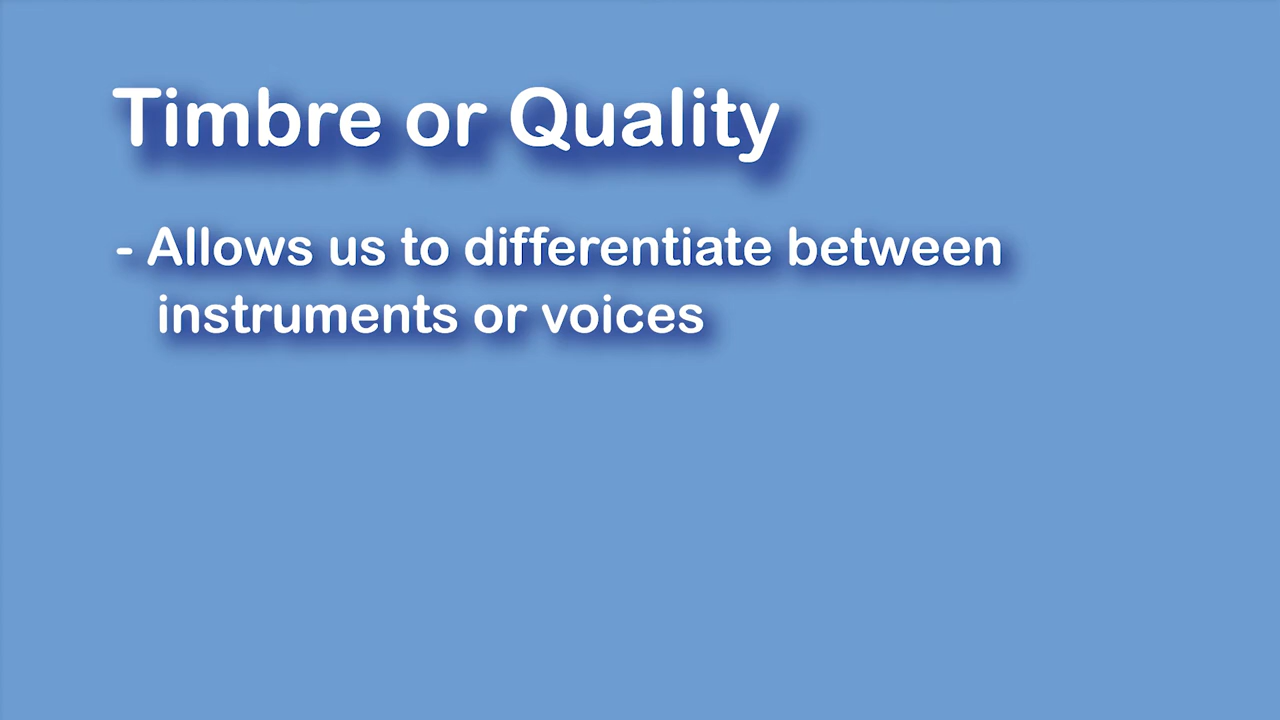 Timbre or Quality
- Allows us to differentiate between
instruments or voices